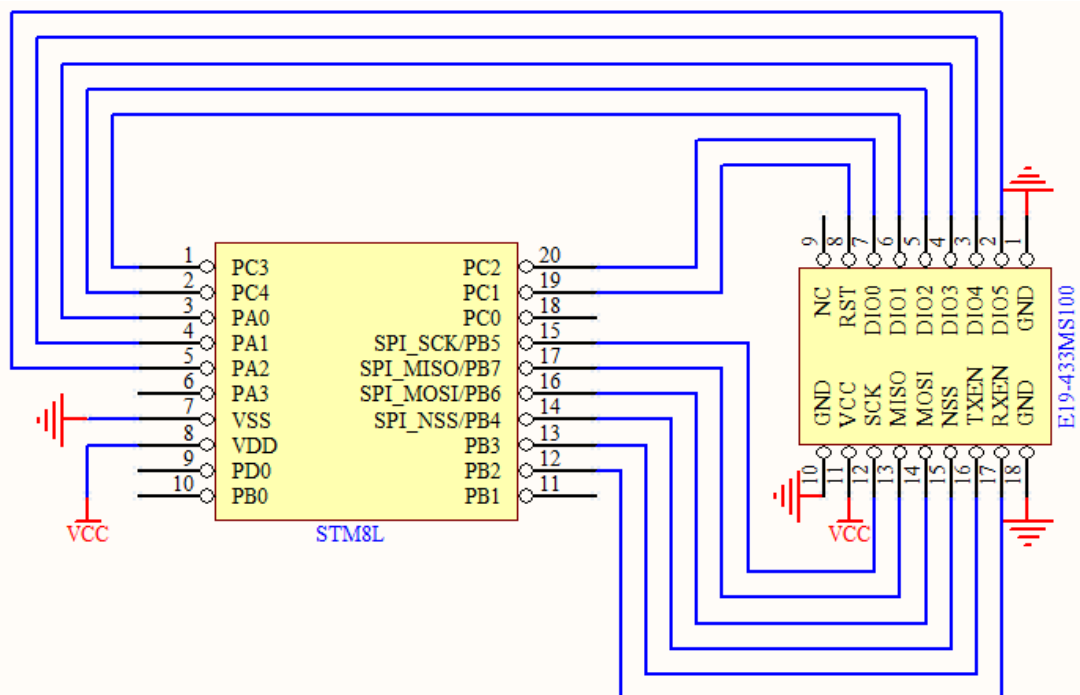 1 PC3 PC2 20
2 PC4 PC1 19
3 PA0 PC0 18
4 PA1 SPI_SCK/PB5 15
5 PA2 SPI_MISO/PB7 17
6 PA3 SPI_MOSI/PB6 16
7 VSS SPI_NSS/PB4 14
8 VDD PB3 13
9 PD0 PB2 12
10 PB0 PB1 11
VCC
STM8L
9 8 7 6 5 4 3 2 1
NC RST DIO0 DIO1 DIO2 DIO3 DIO4 DIO5 GND
GND VCC SCK MISO MOSI NSS TXEN RXEN GND
10 11 12 13 14 15 16 17 18
VCC
E19-433MS100